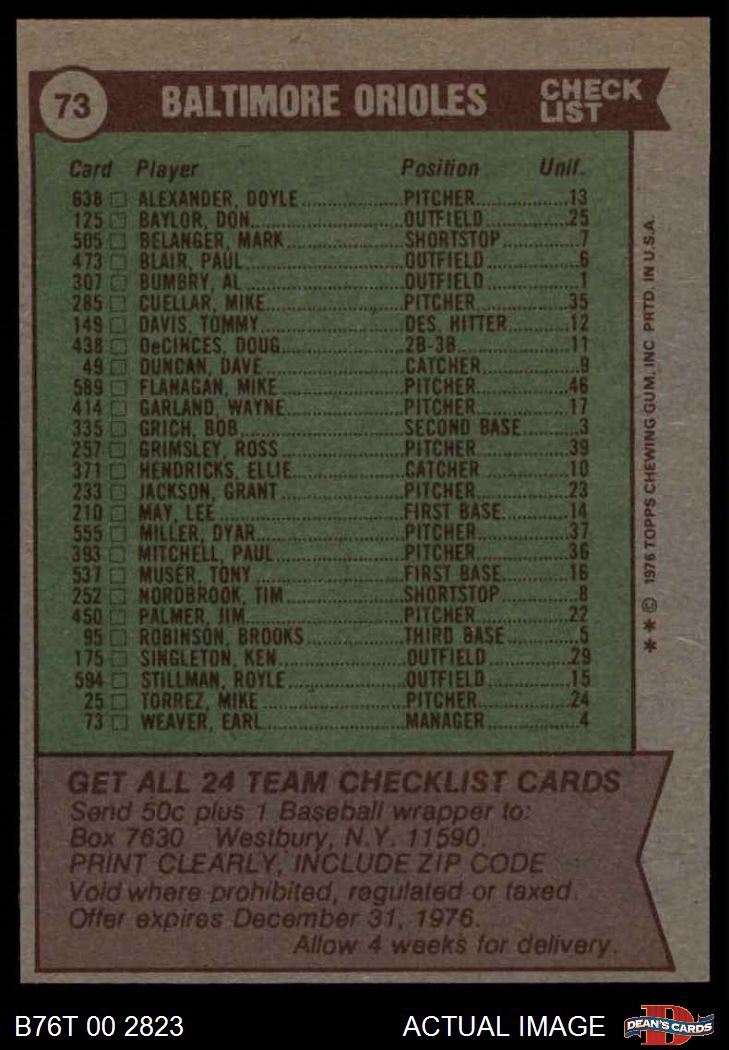 73 BALTIMORE ORIOLES CHECK LIST
Card Player Position Unif.
638 ALEXANDER, DOYLE PITCHER 13
125 BAYLOR, DON OUTFIELD 25
505 BELANGER, MARK SHORTSTOP 7
473 BLAIR, PAUL OUTFIELD 6
307 BUMBRY, AL OUTFIELD 1
285 CUELLAR, MIKE PITCHER 35
149 DAVIS, TOMMY DES. HITTER 12
438 DeCINCES, DOUG 2B-3B 11
49 DUNCAN, DAVE CATCHER 9
589 FLANAGAN, MIKE PITCHER 46
414 GARLAND, WAYNE PITCHER 17
335 GRICH, BOB SECOND BASE 3
257 GRIMSLEY, ROSS PITCHER 39
371 HENDRICKS, ELLIE CATCHER 10
233 JACKSON, GRANT PITCHER 23
210 MAY, LEE FIRST BASE 14
555 MILLER, DYAR PITCHER 37
393 MITCHELL, PAUL PITCHER 36
537 MUSER, TONY FIRST BASE 16
252 NORDBROOK, TIM SHORTSTOP 8
450 PALMER, JIM PITCHER 22
95 ROBINSON, BROOKS THIRD BASE 5
175 SINGLETON, KEN OUTFIELD 29
594 STILLMAN, ROYLE OUTFIELD 15
25 TORREZ, MIKE PITCHER 24
73 WEAVER, EARL MANAGER 4
* * © 1976 TOPPS CHEWING GUM, INC. PRTD. IN U.S.A.
GET ALL 24 TEAM CHECKLIST CARDS
Send 50c plus 1 Baseball wrapper to:
Box 7630 Westbury, N.Y. 11590.
PRINT CLEARLY, INCLUDE ZIP CODE
Void where prohibited, regulated or taxed.
Offer expires December 31, 1976.
Allow 4 weeks for delivery.
B76T 00 2823 ACTUAL IMAGE DEAN'S CARDS